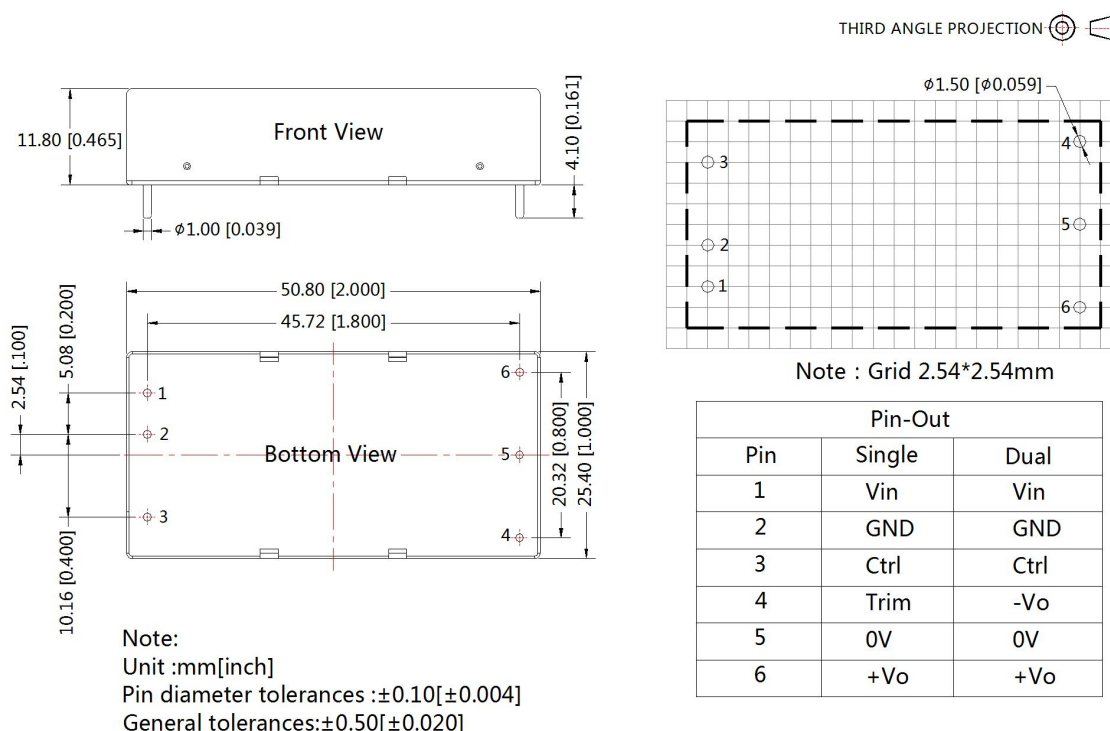 THIRD ANGLE PROJECTION
φ1.50 [φ0.059]
11.80 [0.465]
Front View
4.10 [0.161]
φ1.00 [0.039]
4
3
5
2
1
6
Note : Grid 2.54*2.54mm
50.80 [2.000]
45.72 [1.800]
2.54 [.100]
5.08 [0.200]
10.16 [0.400]
1
2
3
Bottom View
6
5
4
20.32 [0.800]
25.40 [1.000]
Pin-Out
Pin Single Dual
1 Vin Vin
2 GND GND
3 Ctrl Ctrl
4 Trim -Vo
5 0V 0V
6 +Vo +Vo
Note:
Unit :mm[inch]
Pin diameter tolerances :±0.10[±0.004]
General tolerances:±0.50[±0.020]